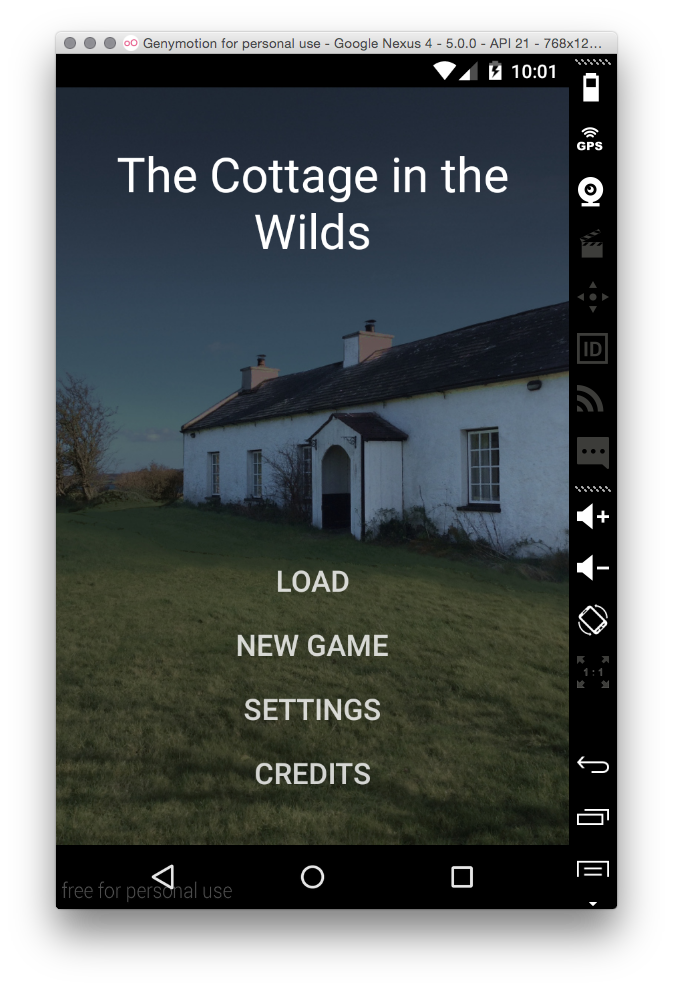 Genymotion for personal use - Google Nexus 4 - 5.0.0 - API 21 - 768x12...
10:01
GPS
The Cottage in the
Wilds
ID
LOAD
NEW GAME
SETTINGS
1:1
CREDITS
free for personal use